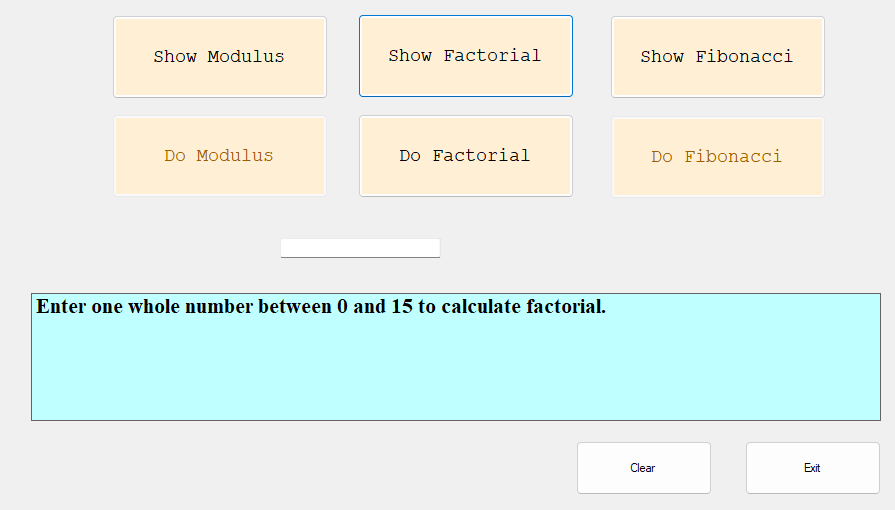 Show Modulus
Show Factorial
Show Fibonacci
Do Modulus
Do Factorial
Do Fibonacci
Enter one whole number between 0 and 15 to calculate factorial.
Clear
Exit